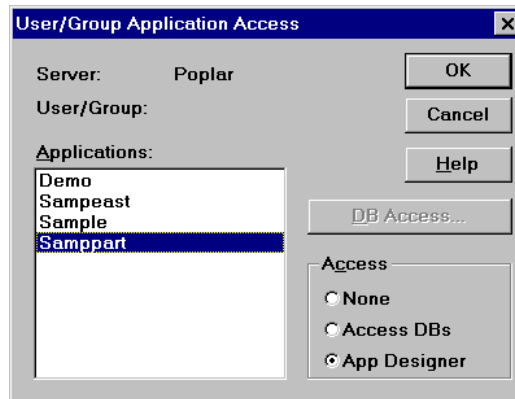 User/Group Application Access
Server: Poplar
User/Group:
Applications:
Demo
Sampeast
Sample
Samppart
OK
Cancel
Help
DB Access...
Access
None
Access DBs
App Designer